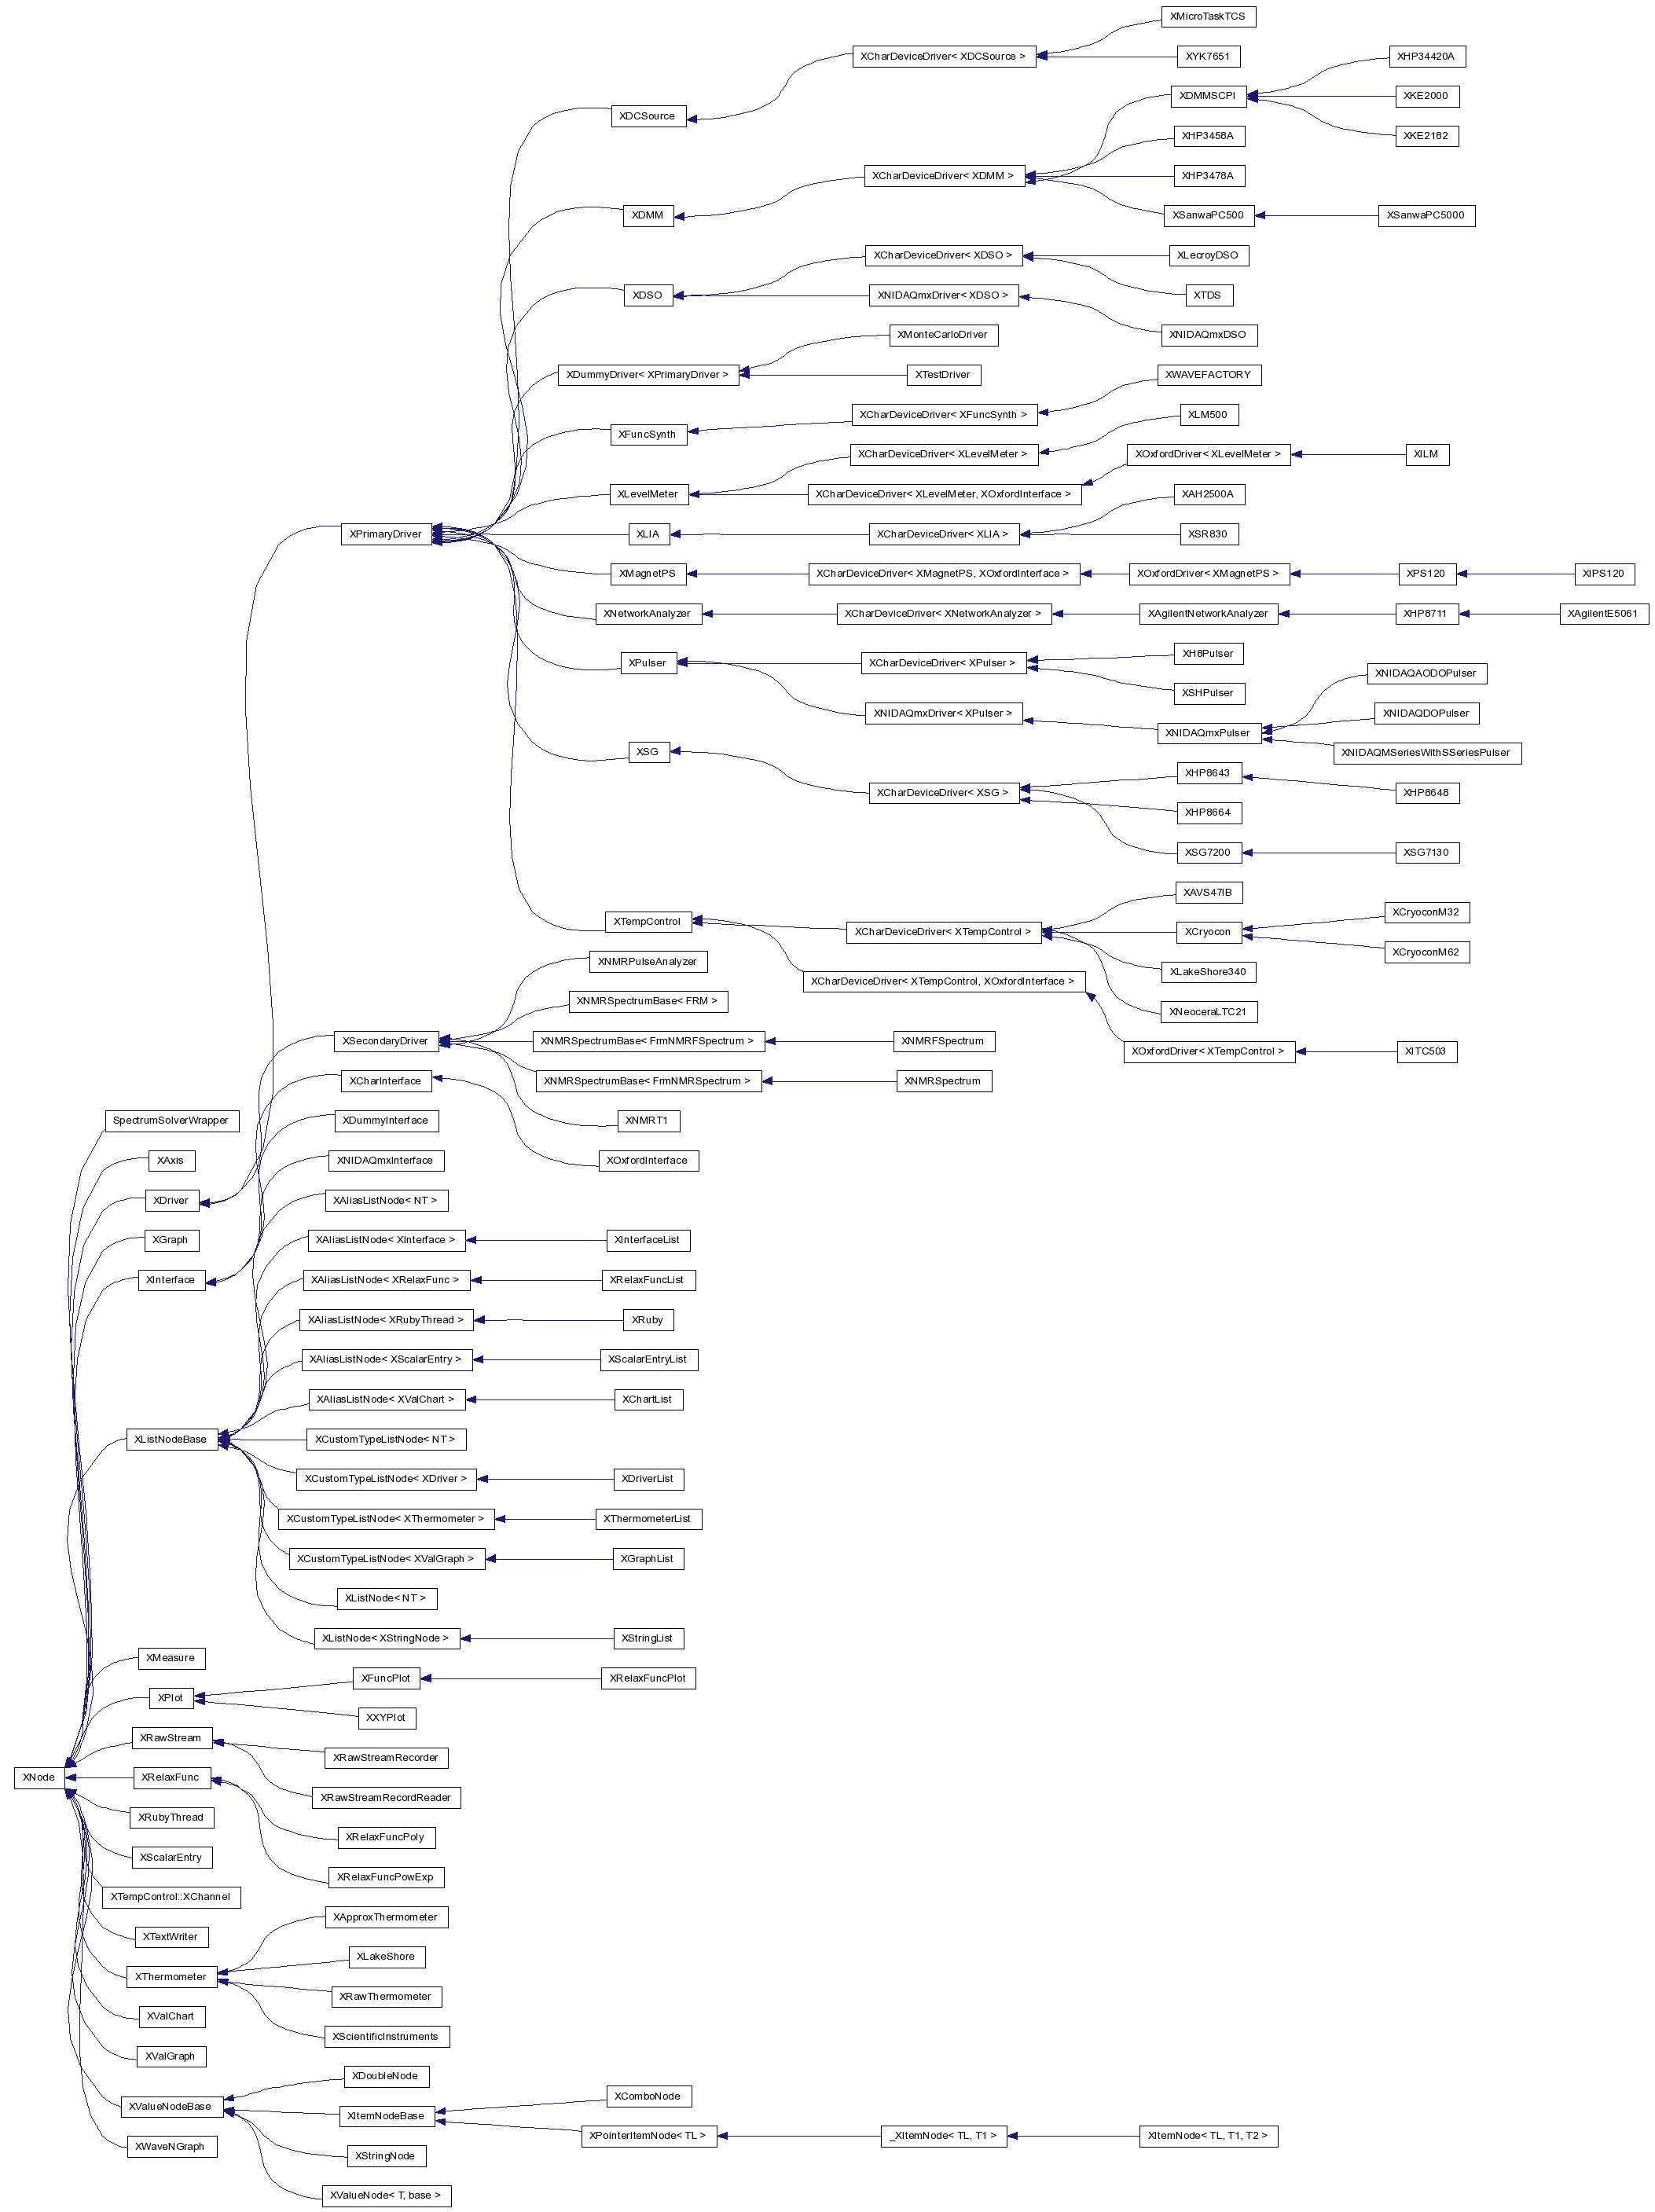 XMicroTaskTCS
XCharDeviceDriver< XDCSource >
XYK7651
XHP34420A
XDMMSCPI
XKE2000
XDCSource
XHP3458A
XKE2182
XCharDeviceDriver< XDMM >
XHP3478A
XDMM
XSanwaPC500
XSanwaPC5000
XCharDeviceDriver< XDSO >
XLecroyDSO
XDSO
XNIDAQmxDriver< XDSO >
XTDS
XMonteCarloDriver
XNIDAQmxDSO
XDummyDriver< XPrimaryDriver >
XTestDriver
XWAVEFACTORY
XCharDeviceDriver< XFuncSynth >
XLM500
XFuncSynth
XCharDeviceDriver< XLevelMeter >
XOxfordDriver< XLevelMeter >
XILM
XLevelMeter
XCharDeviceDriver< XLevelMeter, XOxfordInterface >
XAH2500A
XPrimaryDriver
XLIA
XCharDeviceDriver< XLIA >
XSR830
XMagnetPS
XCharDeviceDriver< XMagnetPS, XOxfordInterface >
XOxfordDriver< XMagnetPS >
XPS120
XIPS120
XNetworkAnalyzer
XCharDeviceDriver< XNetworkAnalyzer >
XAgilentNetworkAnalyzer
XHP8711
XAgilentE5061
XPulser
XCharDeviceDriver< XPulser >
XH8Pulser
XNIDAQAODOPulser
XSHPulser
XNIDAQmxDriver< XPulser >
XNIDAQDOPulser
XNIDAQmxPulser
XSG
XNIDAQMSeriesWithSSeriesPulser
XHP8643
XCharDeviceDriver< XSG >
XHP8648
XHP8664
XSG7200
XSG7130
XAVS47IB
XTempControl
XCharDeviceDriver< XTempControl >
XCryocon
XCryoconM32
XCryoconM62
XNMRPulseAnalyzer
XLakeShore340
XCharDeviceDriver< XTempControl, XOxfordInterface >
XNMRSpectrumBase< FRM >
XNeoceraLTC21
XSecondaryDriver
XNMRSpectrumBase< FrmNMRFSpectrum >
XNMRFSpectrum
XOxfordDriver< XTempControl >
XITC503
XCharInterface
XNMRSpectrumBase< FrmNMRSpectrum >
XNMRSpectrum
SpectrumSolverWrapper
XDummyInterface
XNMRT1
XAxis
XNIDAQmxInterface
XOxfordInterface
XDriver
XAliasListNode< NT >
XGraph
XAliasListNode< XInterface >
XInterfaceList
XInterface
XAliasListNode< XRelaxFunc >
XRelaxFuncList
XAliasListNode< XRubyThread >
XRuby
XAliasListNode< XScalarEntry >
XScalarEntryList
XAliasListNode< XValChart >
XChartList
XListNodeBase
XCustomTypeListNode< NT >
XCustomTypeListNode< XDriver >
XDriverList
XCustomTypeListNode< XThermometer >
XThermometerList
XCustomTypeListNode< XValGraph >
XGraphList
XListNode< NT >
XListNode< XStringNode >
XStringList
XMeasure
XFuncPlot
XRelaxFuncPlot
XPlot
XXYPlot
XRawStream
XRawStreamRecorder
XNode
XRelaxFunc
XRawStreamRecordReader
XRubyThread
XRelaxFuncPoly
XScalarEntry
XRelaxFuncPowExp
XTempControl::XChannel
XApproxThermometer
XTextWriter
XLakeShore
XThermometer
XRawThermometer
XValChart
XScientificInstruments
XValGraph
XDoubleNode
XValueNodeBase
XItemNodeBase
XComboNode
XPointerItemNode< TL >
_XItemNode< TL, T1 >
XItemNode< TL, T1, T2 >
XWaveNGraph
XStringNode
XValueNode< T, base >